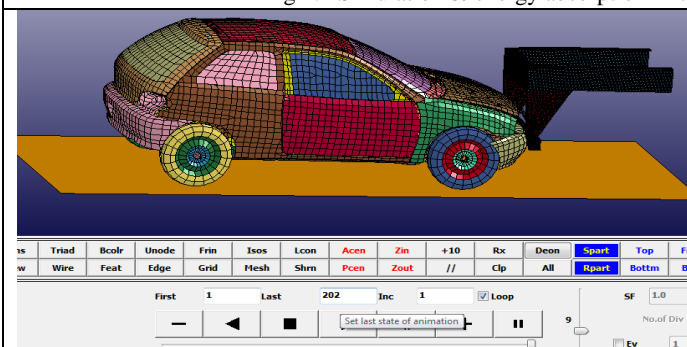 Triad Bcolr Unode Frin Isos Lcon Acen Zin +10 Rx Deon Spart Top
Wire Feat Edge Grid Mesh Shrn Pcen Zout // Clp All Rpart Bottm
First 1 Last 202 Inc 1 Loop SF 1.0
Set last state of animation 9 No.of Div
Ev 1